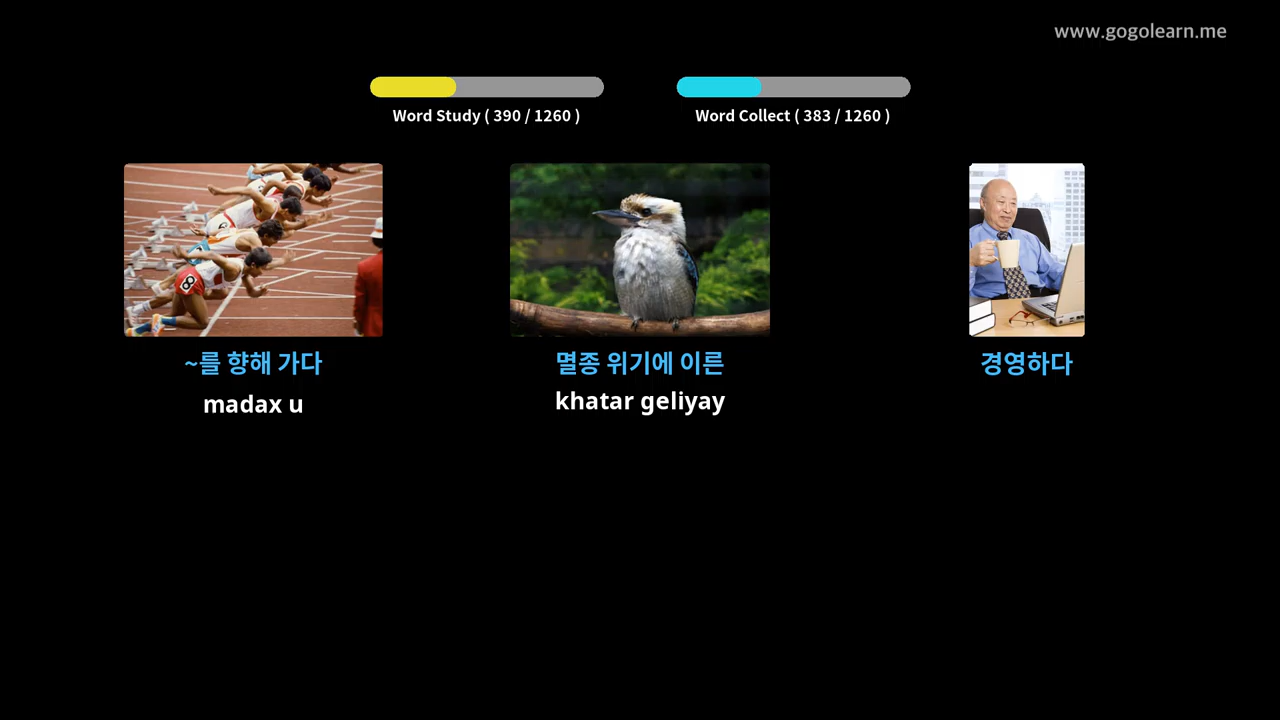 www.gogolearn.me
Word Study ( 390 / 1260 )
Word Collect ( 383 / 1260 )
~를 향해 가다
madax u
멸종 위기에 이른
khatar geliyay
경영하다
8